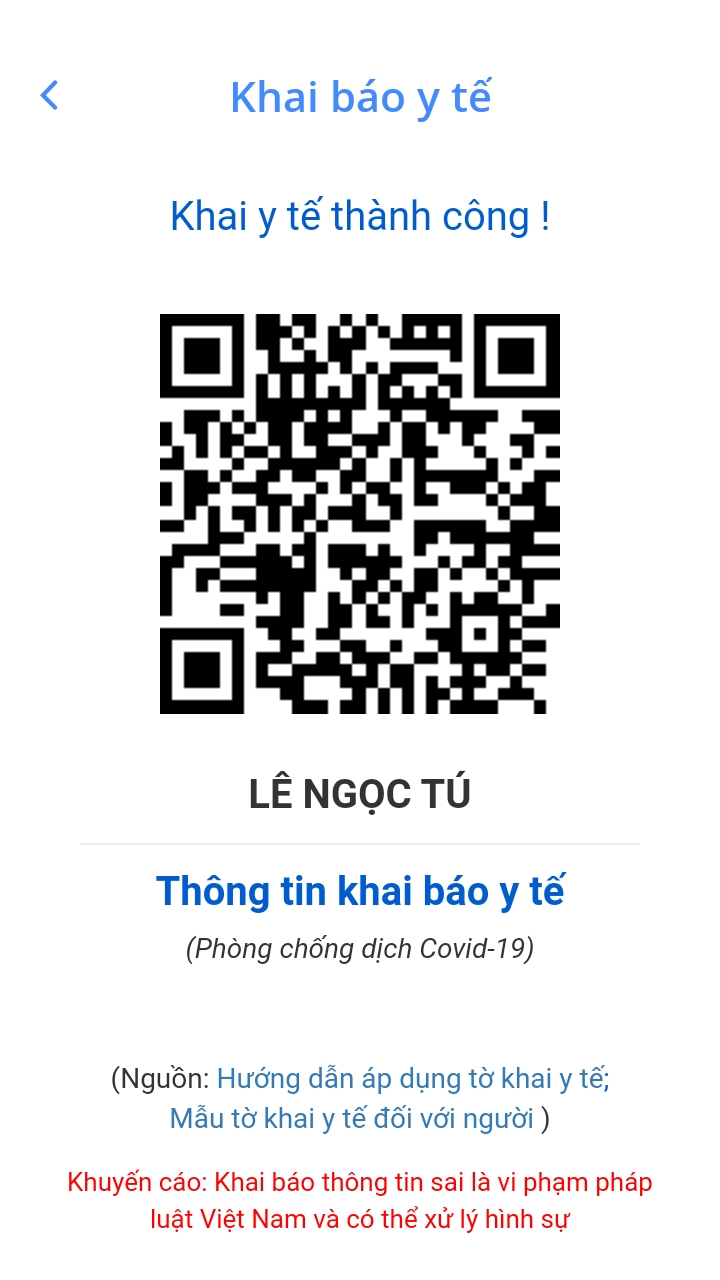 Khai báo y tế
Khai y tế thành công !
LÊ NGỌC TÚ
Thông tin khai báo y tế
(Phòng chống dịch Covid-19)
(Nguồn: Hướng dẫn áp dụng tờ khai y tế;
Mẫu tờ khai y tế đối với người )
Khuyến cáo: Khai báo thông tin sai là vi phạm pháp
luật Việt Nam và có thể xử lý hình sự